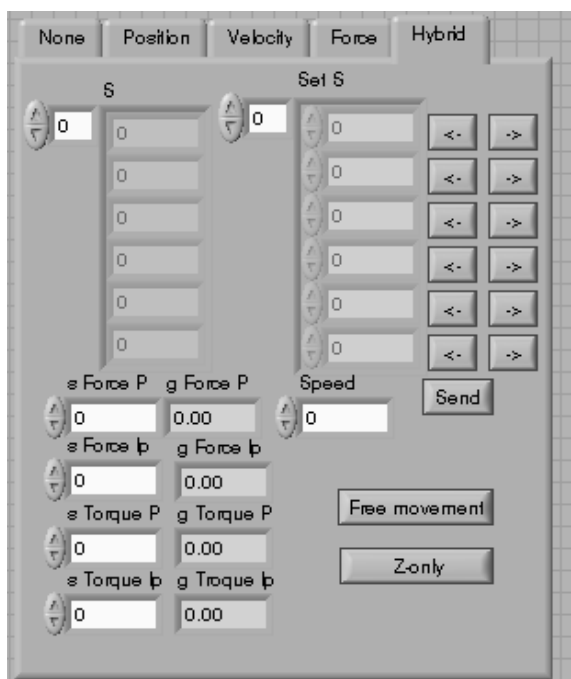 None Position Velocity Force Hybrid
S Set S
0 0 0 0 <- ->
0 0 <- ->
0 0 <- ->
0 0 <- ->
0 0 <- ->
0 0 <- ->
s Force P g Force P Speed Send
0 0.00 0
s Force Ip g Force Ip
0 0.00
s Torque P g Torque P
0 0.00
s Torque Ip g Troque Ip
0 0.00
Free movement
Z-only